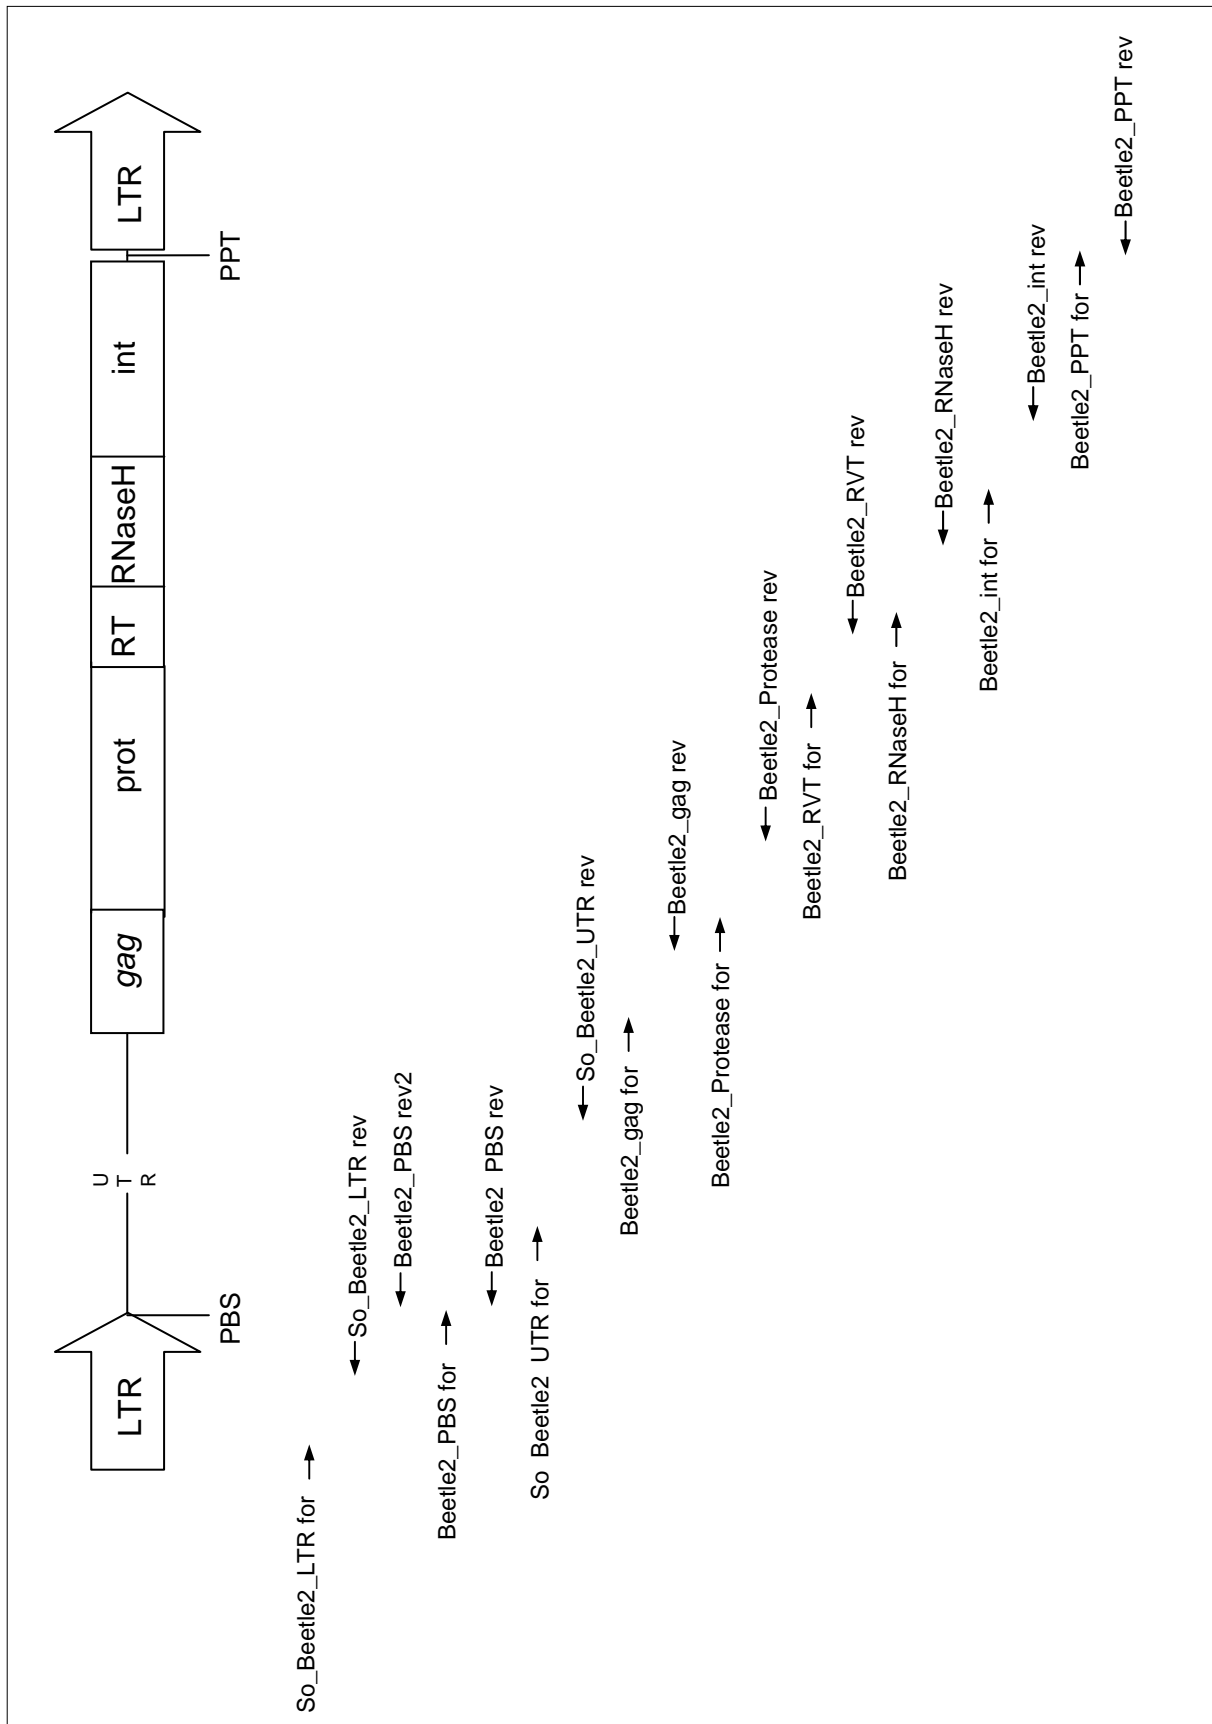 LTR
U
T
R
gag
prot
RT
RNaseH
int
LTR
PBS
PPT
So_Beetle2_LTR for
So_Beetle2_LTR rev
Beetle2_PBS rev2
Beetle2_PBS for
Beetle2 PBS rev
So Beetle2 UTR for
So_Beetle2_UTR rev
Beetle2_gag for
Beetle2_gag rev
Beetle2_Protease for
Beetle2_Protease rev
Beetle2_RVT for
Beetle2_RVT rev
Beetle2_RNaseH for
Beetle2_RNaseH rev
Beetle2_int for
Beetle2_int rev
Beetle2_PPT for
Beetle2_PPT rev